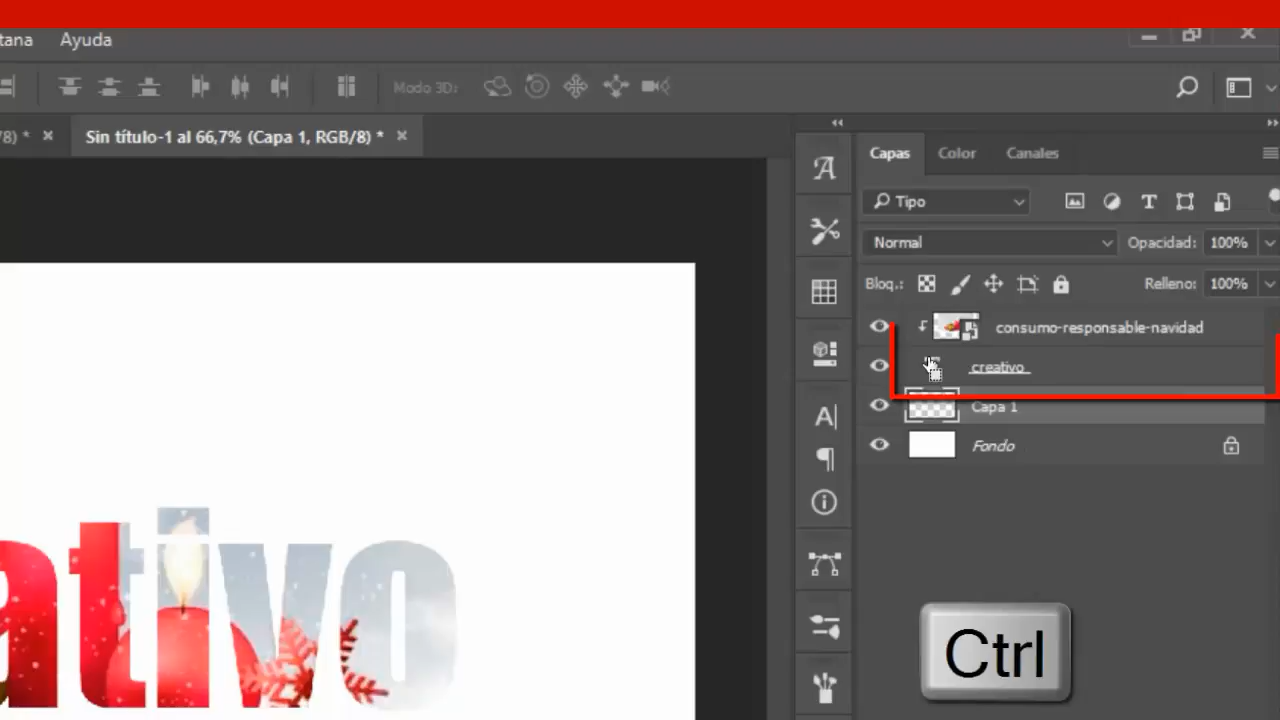 tana Ayuda
Modo 3D:
/8) * × Sin título-1 al 66,7% (Capa 1, RGB/8) * ×
Capas Color Canales
Tipo
Normal Opacidad: 100%
Bloq.: Relleno: 100%
consumo-responsable-navidad
creativo
Capa 1
Fondo
ativo
Ctrl